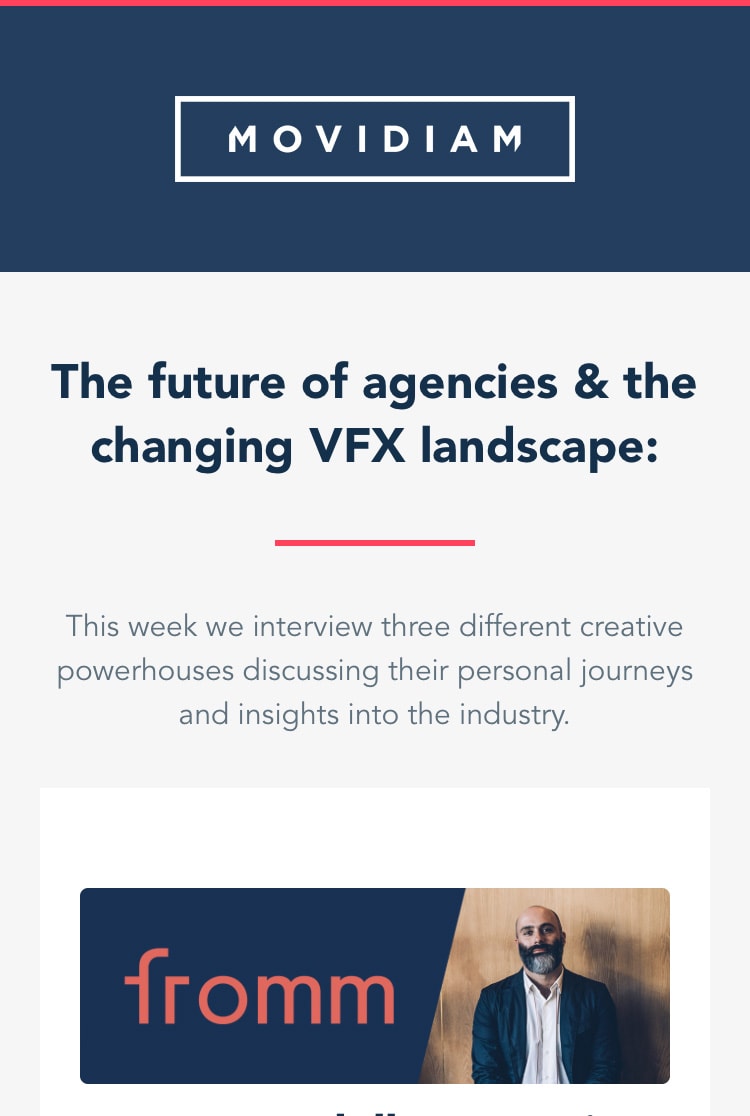 MOVIDIAM
The future of agencies & the
changing VFX landscape:
This week we interview three different creative
powerhouses discussing their personal journeys
and insights into the industry.
fromm